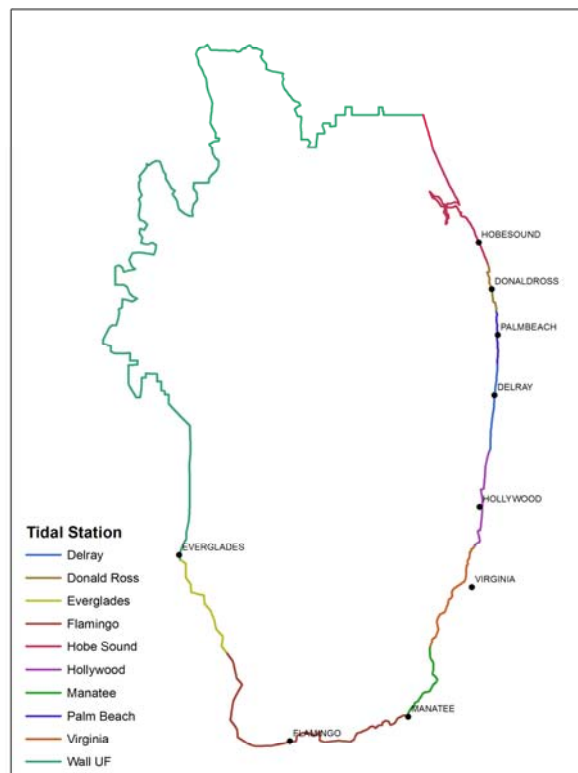 HOBESOUND
DONALDROSS
PALMBEACH
DELRAY
HOLLYWOOD
EVERGLADES
VIRGINIA
MANATEE
FLAMINGO
Tidal Station
Delray
Donald Ross
Everglades
Flamingo
Hobe Sound
Hollywood
Manatee
Palm Beach
Virginia
Wall UF